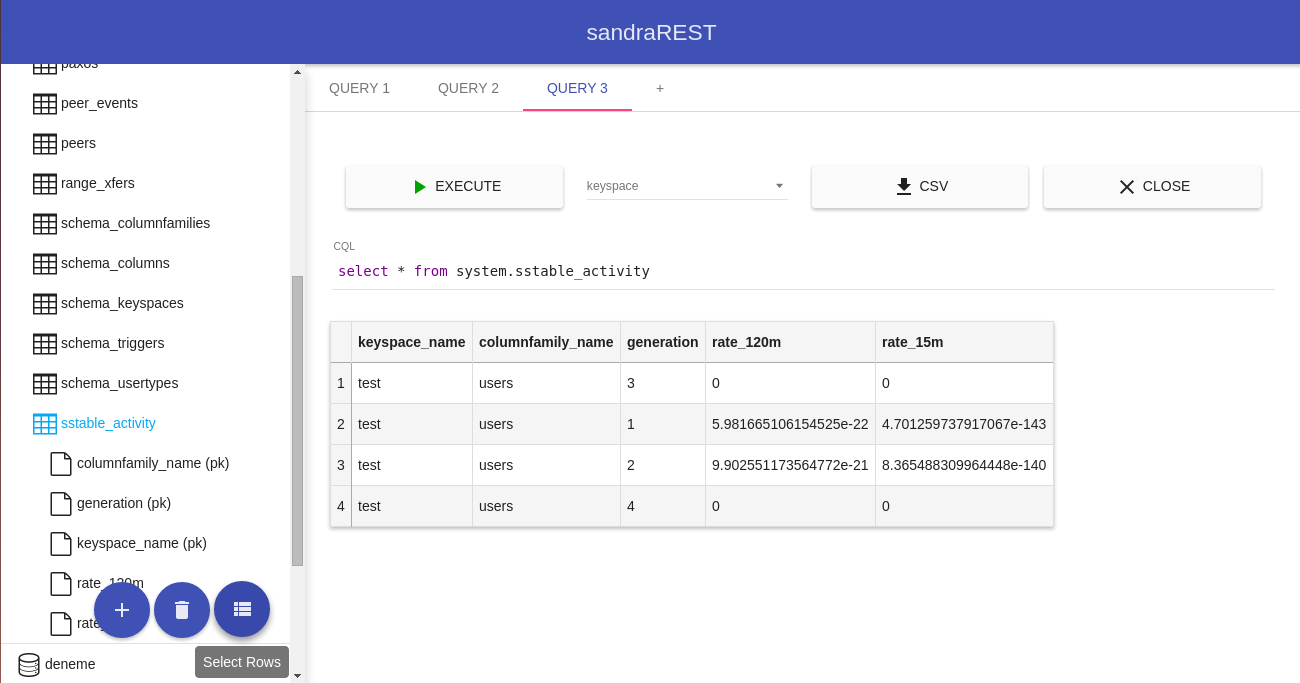 sandraREST
paxos
peer_events
peers
range_xfers
schema_columnfamilies
schema_columns
schema_keyspaces
schema_triggers
schema_usertypes
sstable_activity
columnfamily_name (pk)
generation (pk)
keyspace_name (pk)
rate_120m
rate_
+
deneme
Select Rows
QUERY 1 QUERY 2 QUERY 3 +
EXECUTE keyspace CSV CLOSE
CQL
select * from system.sstable_activity
keyspace_name columnfamily_name generation rate_120m rate_15m
1 test users 3 0 0
2 test users 1 5.981665106154525e-22 4.701259737917067e-143
3 test users 2 9.902551173564772e-21 8.365488309964448e-140
4 test users 4 0 0